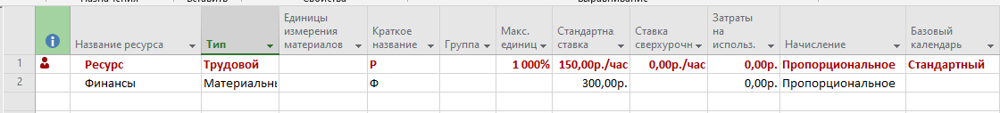 Название ресурса Тип Единицы измерения материалов Краткое название Группа Макс. единиц Стандартна ставка Ставка сверхурочн Затраты на использ. Начисление Базовый календарь
1 Ресурс Трудовой Р 1 000% 150,00р./час 0,00р./час 0,00р. Пропорциональное Стандартный
2 Финансы Материальны Ф 300,00р. 0,00р. Пропорциональное